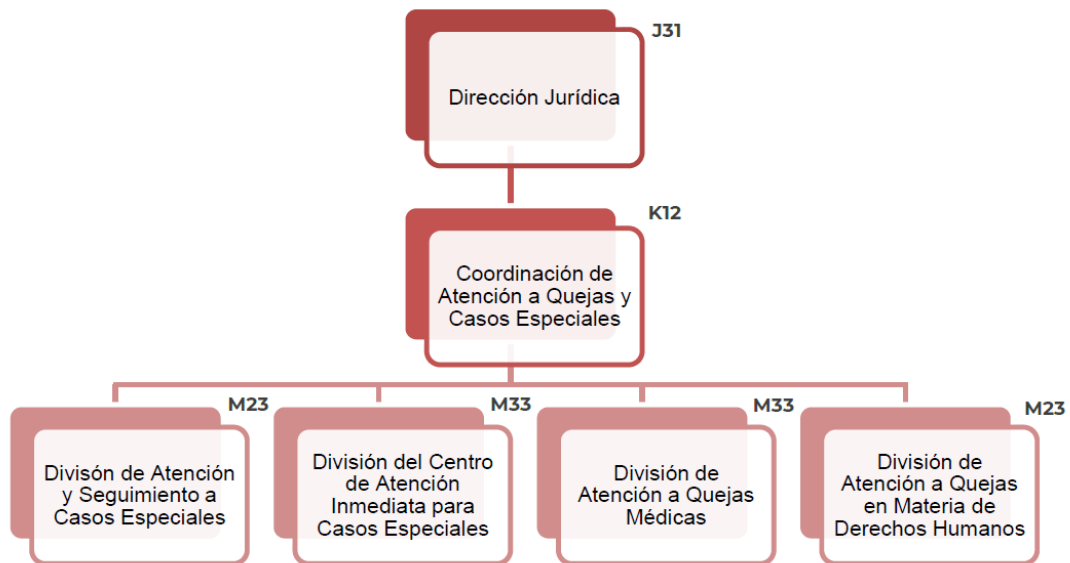 J31
Dirección Jurídica
K12
Coordinación de
Atención a Quejas y
Casos Especiales
M23
Divisón de Atención
y Seguimiento a
Casos Especiales
M33
División del Centro
de Atención
Inmediata para
Casos Especiales
M33
División de
Atención a Quejas
Médicas
M23
División de
Atención a Quejas
en Materia de
Derechos Humanos